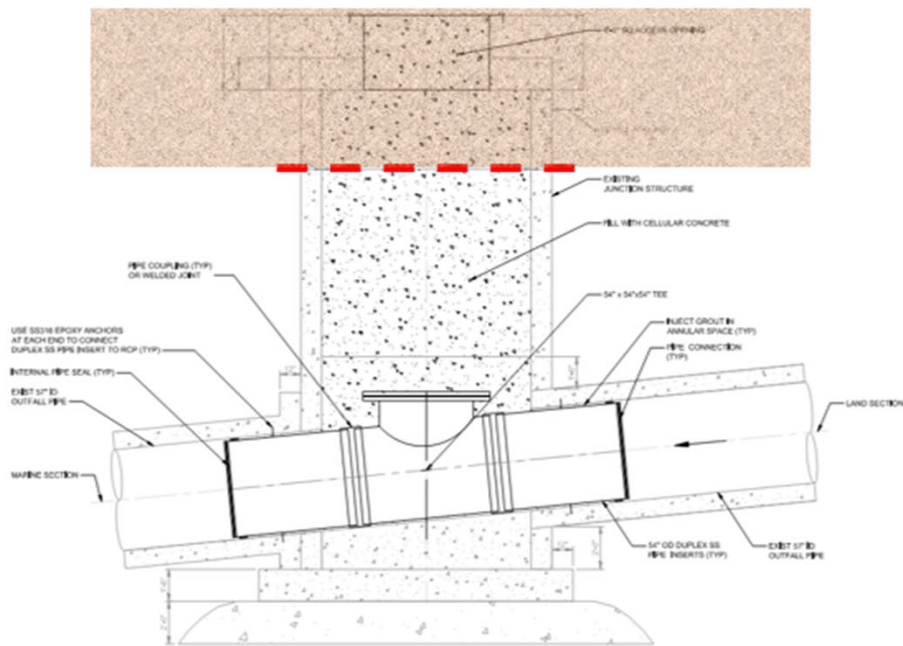 SQ ACCESS OPENING
EXISTING
JUNCTION STRUCTURE
FILL WITH CELLULAR CONCRETE
PIPE COUPLING (TYP)
OR WELDED JOINT
54" x 54"x54" TEE
USE SS316 EPOXY ANCHORS
AT EACH END TO CONNECT
DUPLEX SS PIPE INSERT TO RCP (TYP)
INJECT GROUT IN
ANNULAR SPACE (TYP)
PIPE CONNECTION
(TYP)
INTERNAL PIPE SEAL (TYP)
EXIST 57" ID
OUTFALL PIPE
LAND SECTION
MARINE SECTION
54" OD DUPLEX SS
PIPE INSERTS (TYP)
EXIST 57" ID
OUTFALL PIPE